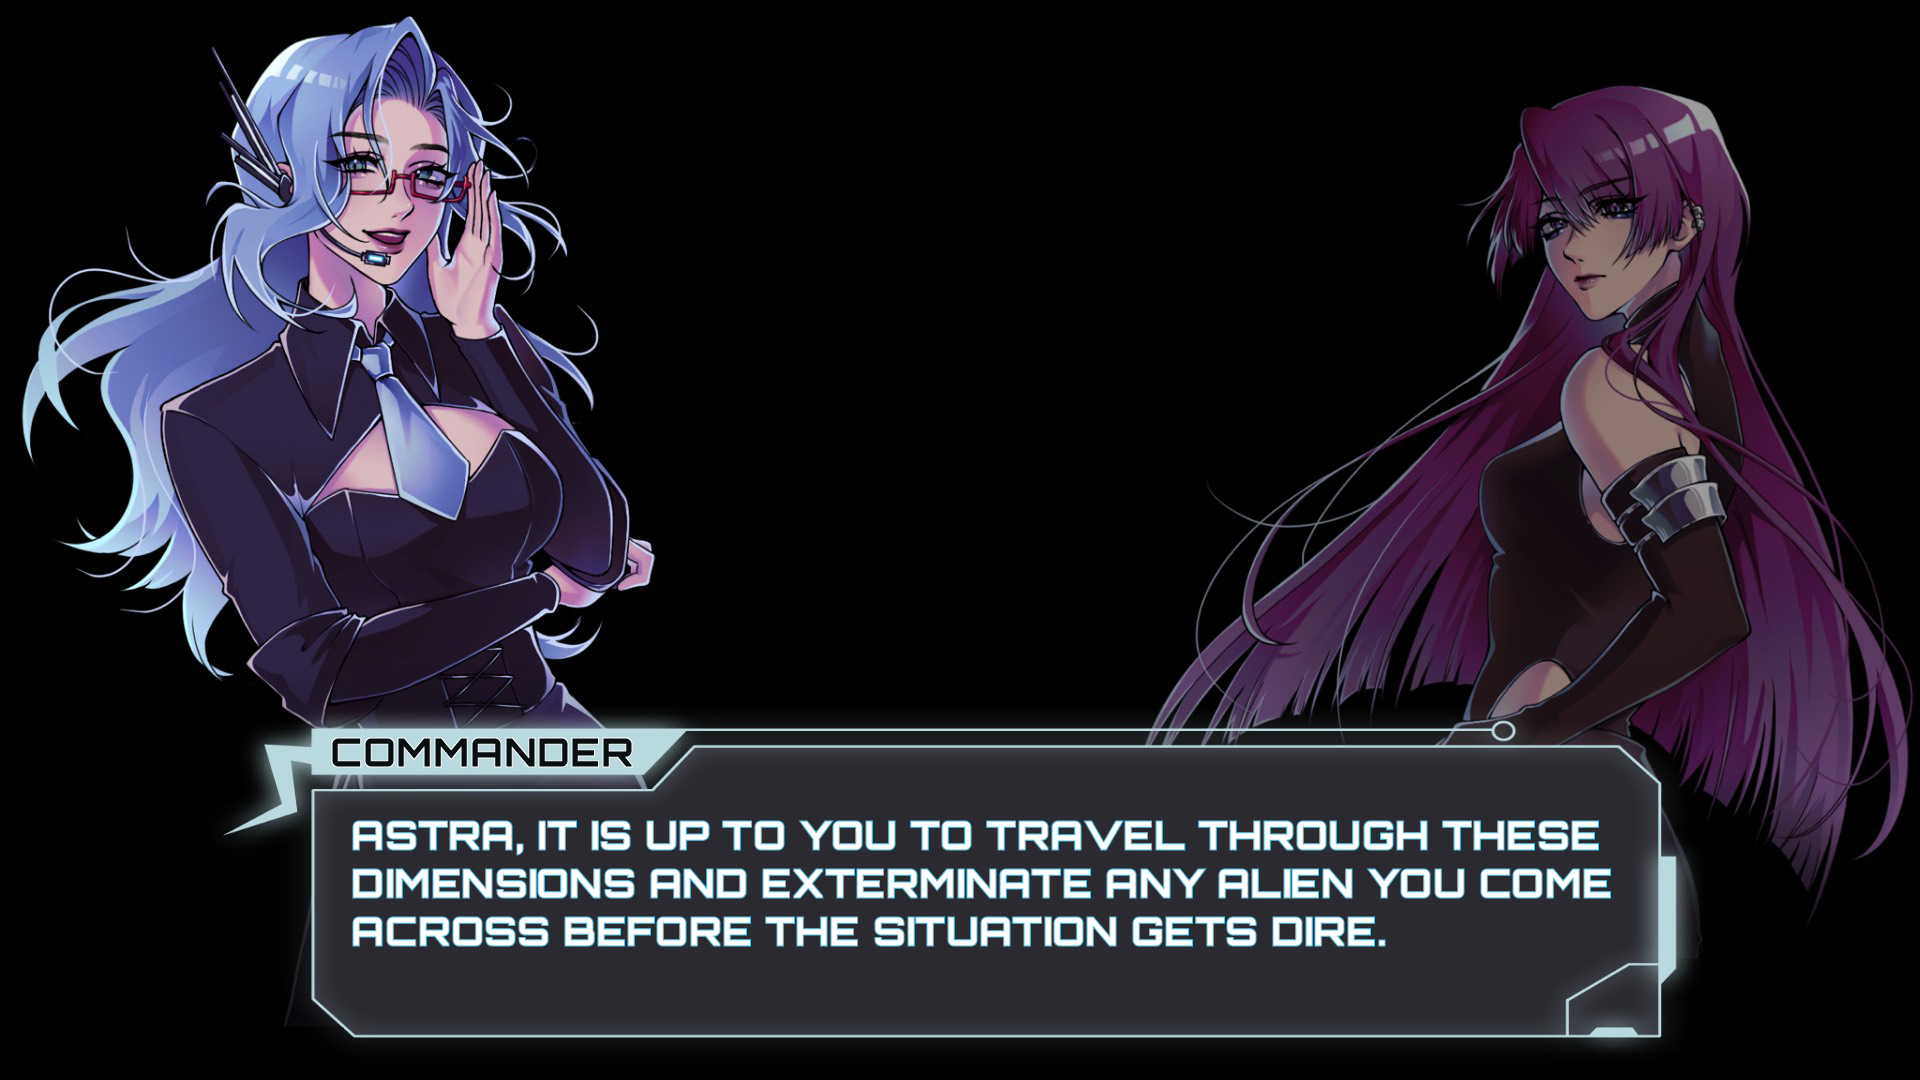 COMMANDER
ASTRA, IT IS UP TO YOU TO TRAVEL THROUGH THESE
DIMENSIONS AND EXTERMINATE ANY ALIEN YOU COME
ACROSS BEFORE THE SITUATION GETS DIRE.